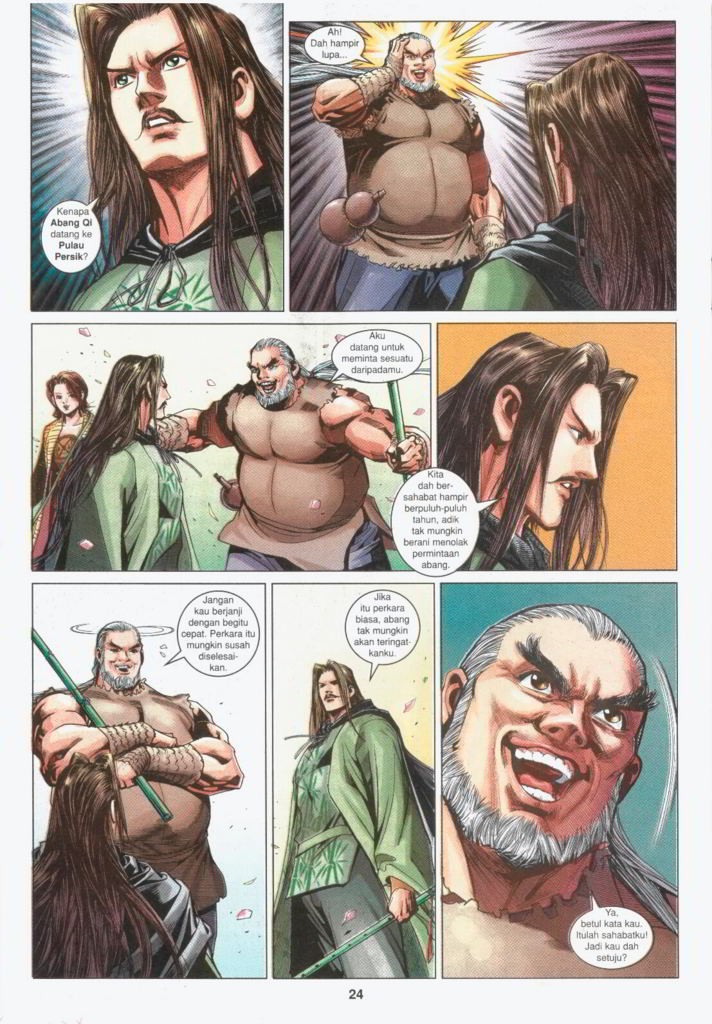 Kenapa
Abang Qi
datang ke
Pulau
Persik?
Ah!
Dah hampir
lupa...
Aku
datang untuk
meminta sesuatu
daripadamu.
Kita
dah ber-
sahabat hampir
berpuluh-puluh
tahun, adik
tak mungkin
berani menolak
permintaan
abang.
Jangan
kau berjanji
dengan begitu
cepat. Perkara itu
mungkin susah
diselesai-
kan.
Jika
itu perkara
biasa, abang
tak mungkin
akan teringat-
kanku.
Ya,
betul kata kau.
Itulah sahabatku!
Jadi kau dah
setuju?
24